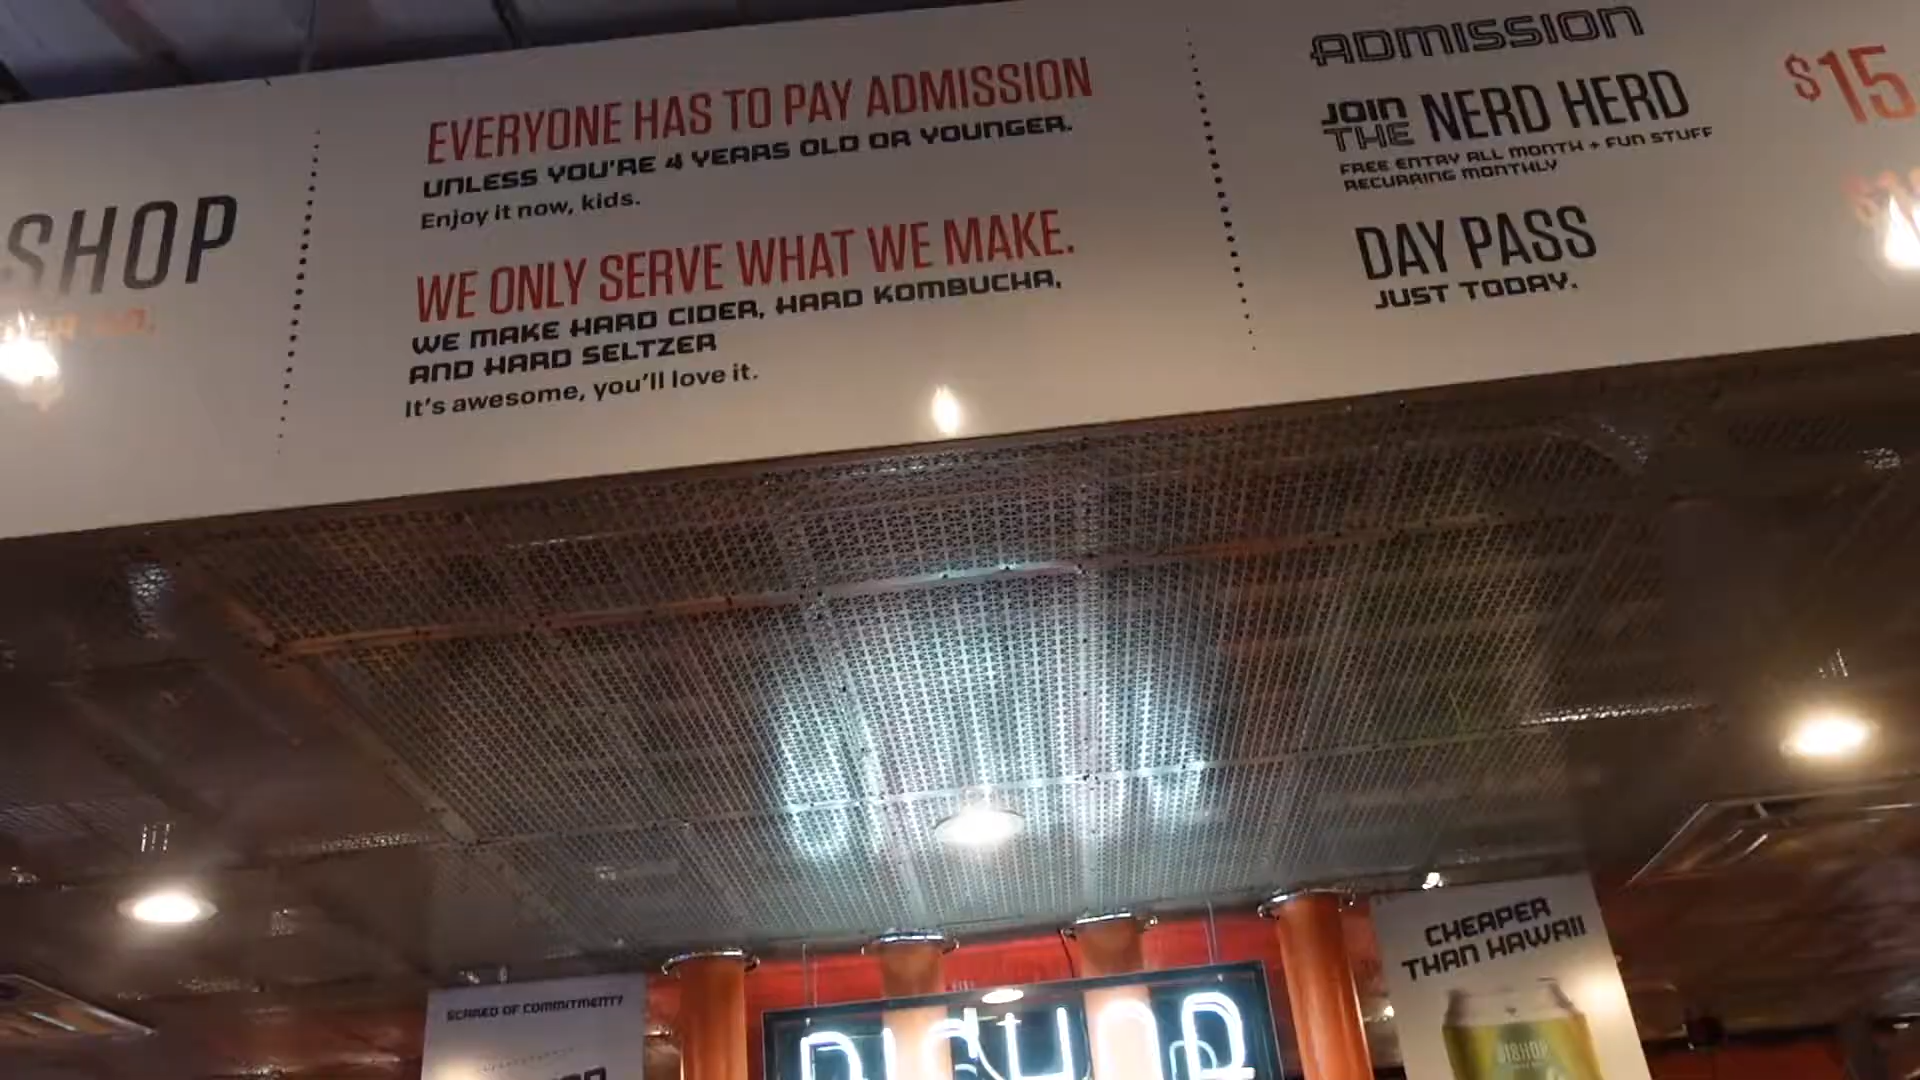 SHOP
EVERYONE HAS TO PAY ADMISSION
UNLESS YOU'RE 4 YEARS OLD OR YOUNGER.
Enjoy it now, kids.
WE ONLY SERVE WHAT WE MAKE.
WE MAKE HARD CIDER, HARD KOMBUCHA,
AND HARD SELTZER
It's awesome, you'll love it.
ADMISSION
JOIN THE NERD HERD $15
FREE ENTRY ALL MONTH + FUN STUFF
RECURRING MONTHLY
DAY PASS
JUST TODAY.
SCARED OF COMMITMENT?
BISHOP
CHEAPER
THAN HAWAII
BISHOP